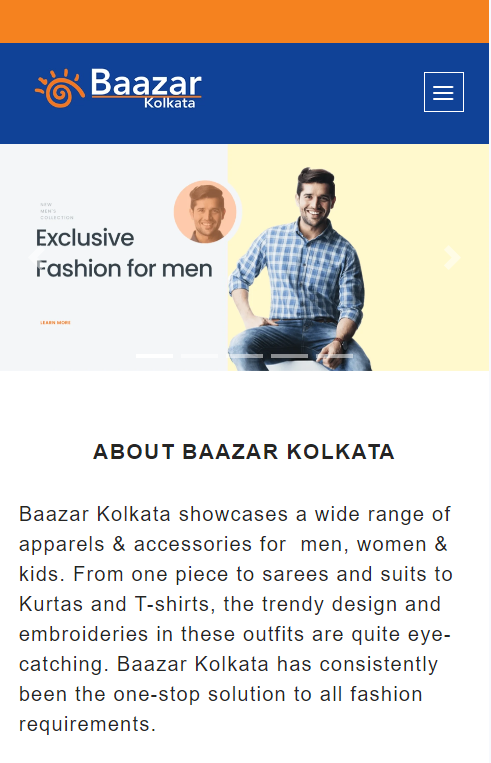 Baazar
Kolkata
NEW
MEN'S
COLLECTION
Exclusive
Fashion for men
LEARN MORE
ABOUT BAAZAR KOLKATA
Baazar Kolkata showcases a wide range of
apparels & accessories for  men, women &
kids. From one piece to sarees and suits to
Kurtas and T-shirts, the trendy design and
embroideries in these outfits are quite eye-
catching. Baazar Kolkata has consistently
been the one-stop solution to all fashion
requirements.